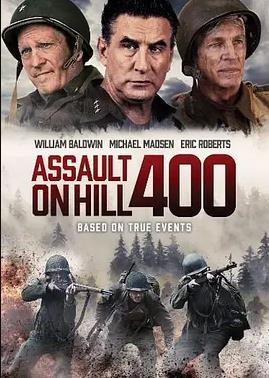 WILLIAM BALDWIN MICHAEL MADSEN ERIC ROBERTS
ASSAULT
ON HILL 400
BASED ON TRUE EVENTS